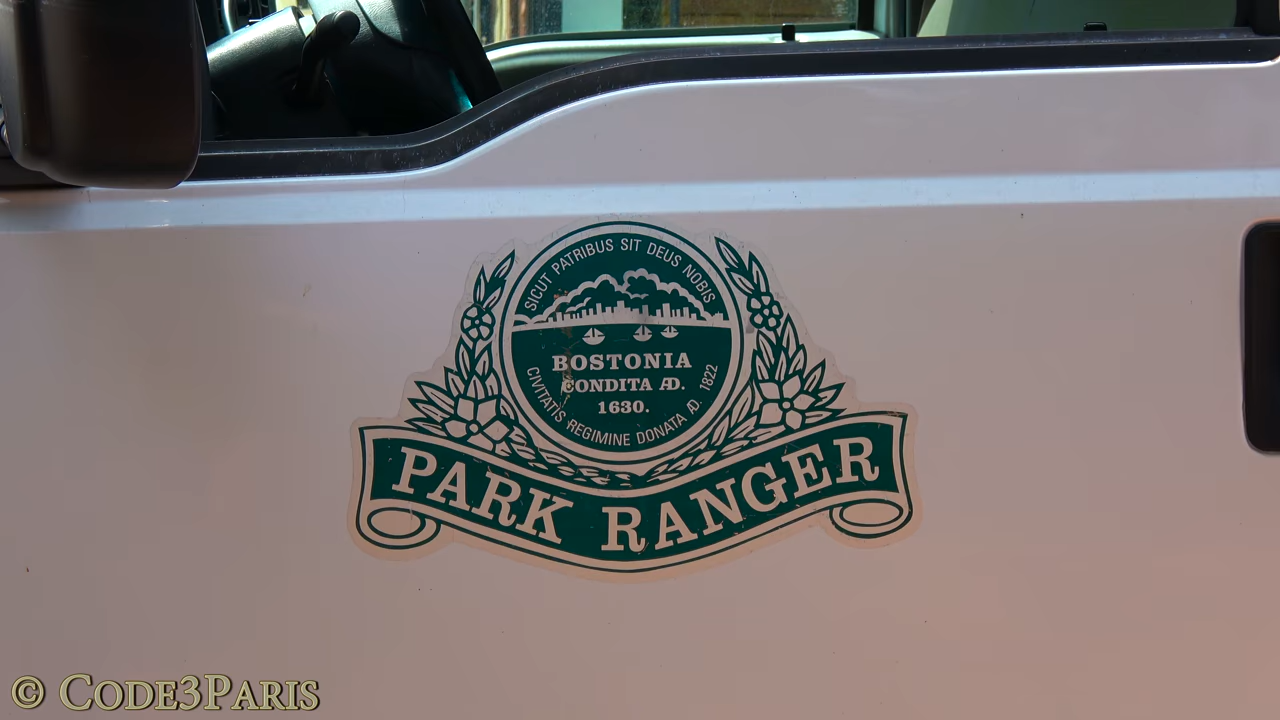 SICUT PATRIBUS SIT DEUS NOBIS
BOSTONIA
CONDITA AD.
1630.
CIVITATIS REGIMINE DONATA AD. 1822
PARK RANGER
© CODE3PARIS